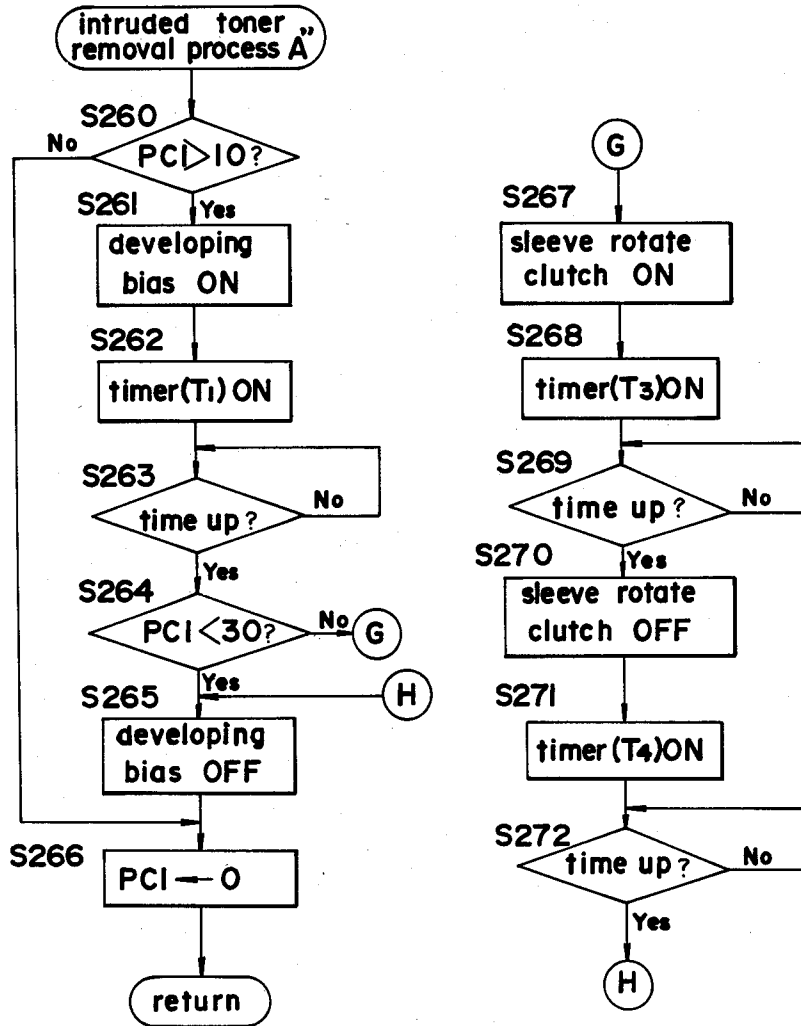 intruded toner
removal process A"
S260
No
PCI>10?
S261
Yes
developing
bias ON
S262
timer(T1)ON
S263
time up?
No
Yes
S264
PCI<30?
No
G
Yes
H
S265
developing
bias OFF
S266
PCI←0
return
G
S267
sleeve rotate
clutch ON
S268
timer(T3)ON
S269
time up?
No
S270
Yes
sleeve rotate
clutch OFF
S271
timer(T4)ON
S272
time up?
No
Yes
H